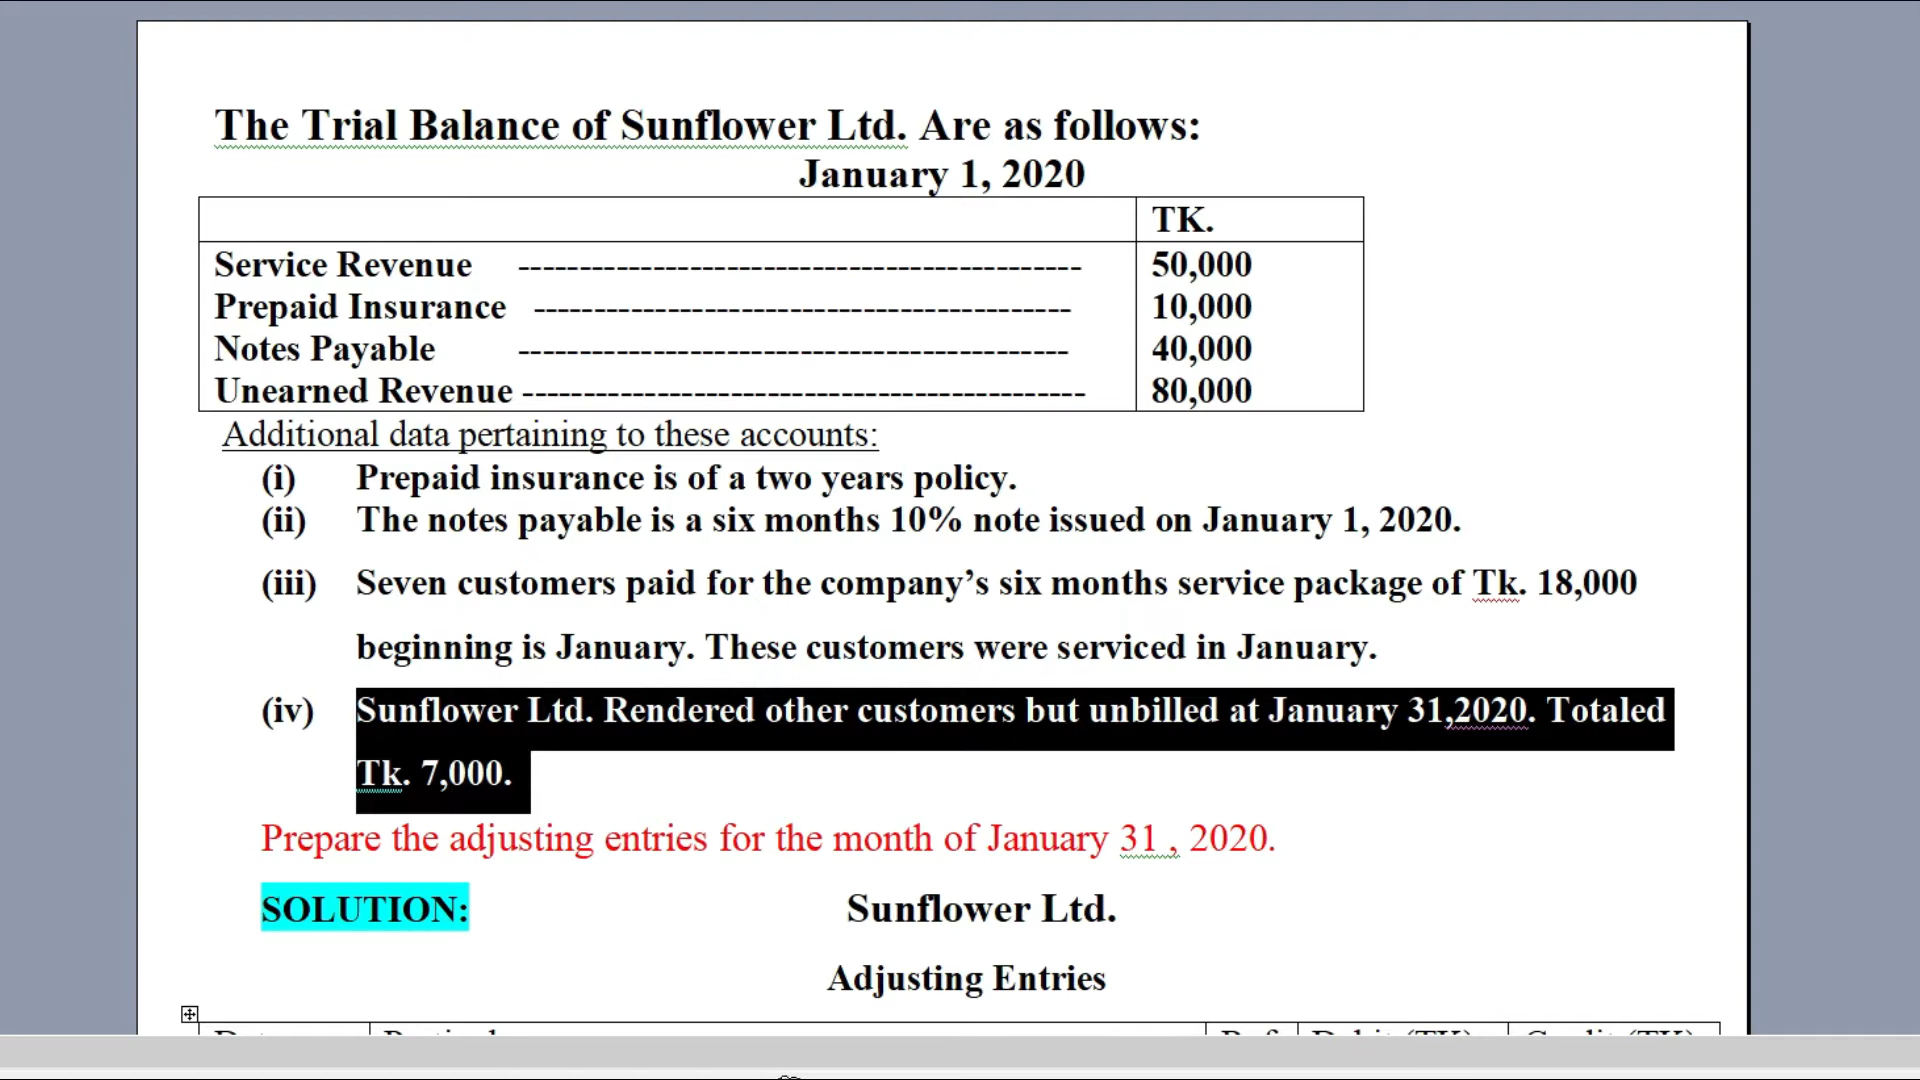 The Trial Balance of Sunflower Ltd. Are as follows:
January 1, 2020
TK.
Service Revenue ---------------------------------------------- 50,000
Prepaid Insurance -------------------------------------------- 10,000
Notes Payable --------------------------------------------- 40,000
Unearned Revenue ---------------------------------------------- 80,000
Additional data pertaining to these accounts:
(i) Prepaid insurance is of a two years policy.
(ii) The notes payable is a six months 10% note issued on January 1, 2020.
(iii) Seven customers paid for the company’s six months service package of Tk. 18,000
beginning is January. These customers were serviced in January.
(iv) Sunflower Ltd. Rendered other customers but unbilled at January 31,2020. Totaled
Tk. 7,000.
Prepare the adjusting entries for the month of January 31 , 2020.
SOLUTION: Sunflower Ltd.
Adjusting Entries